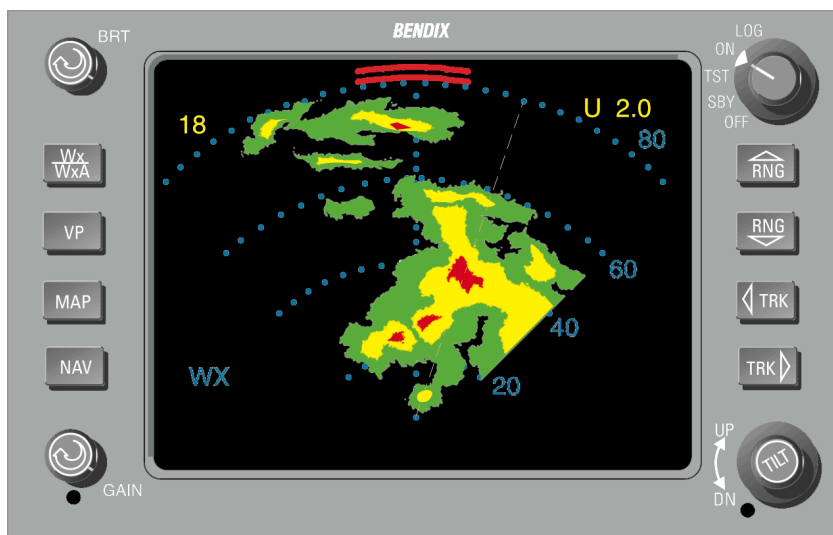 BENDIX
BRT
LOG
ON
TST
SBY
OFF
18
U 2.0
80
Wx
WxA
RNG
VP
RNG
60
MAP
TRK
40
NAV
WX
20
TRK
UP
TILT
DN
GAIN